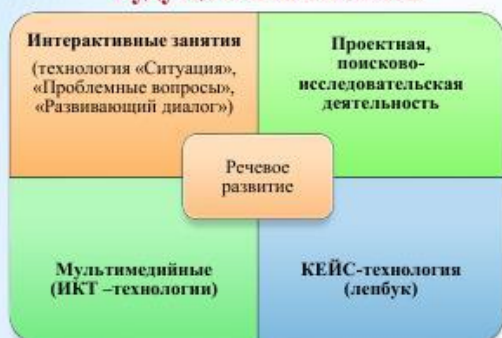 Интерактивные занятия
(технология «Ситуация»,
«Проблемные вопросы»,
«Развивающий диалог»)
Проектная,
поисково-
исследовательская
деятельность
Речевое
развитие
Мультимедийные
(ИКТ –технологии)
КЕЙС-технология
(лепбук)